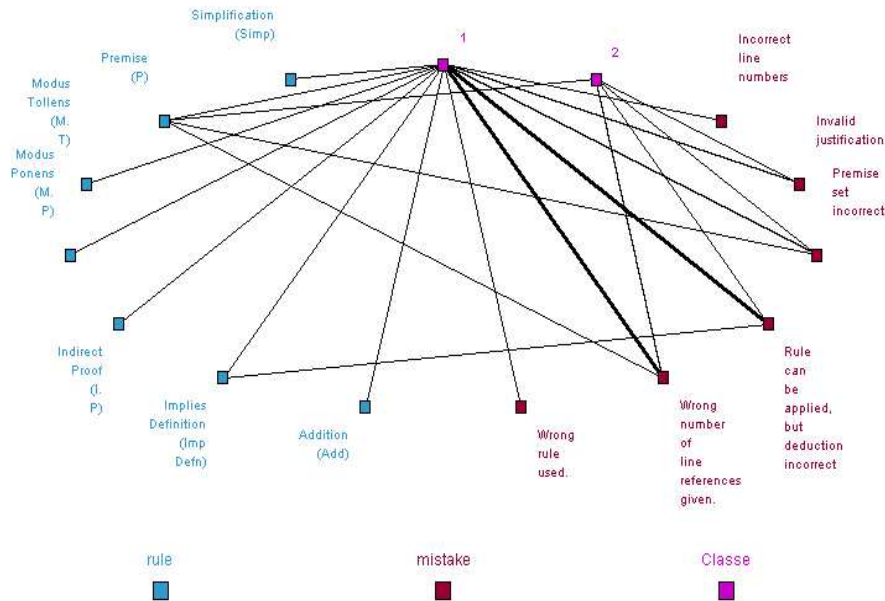 Simplification
(Simp)
1
2
Incorrect
line
numbers
Premise
(P)
Modus
Tollens
(M.
T)
Invalid
justification
Modus
Ponens
(M.
P)
Premise
set
incorrect
Indirect
Proof
(I.
P)
Implies
Definition
(Imp
Defn)
Addition
(Add)
Wrong
rule
used.
Wrong
number
of
line
references
given.
Rule
can
be
applied,
but
deduction
incorrect
rule
mistake
Classe